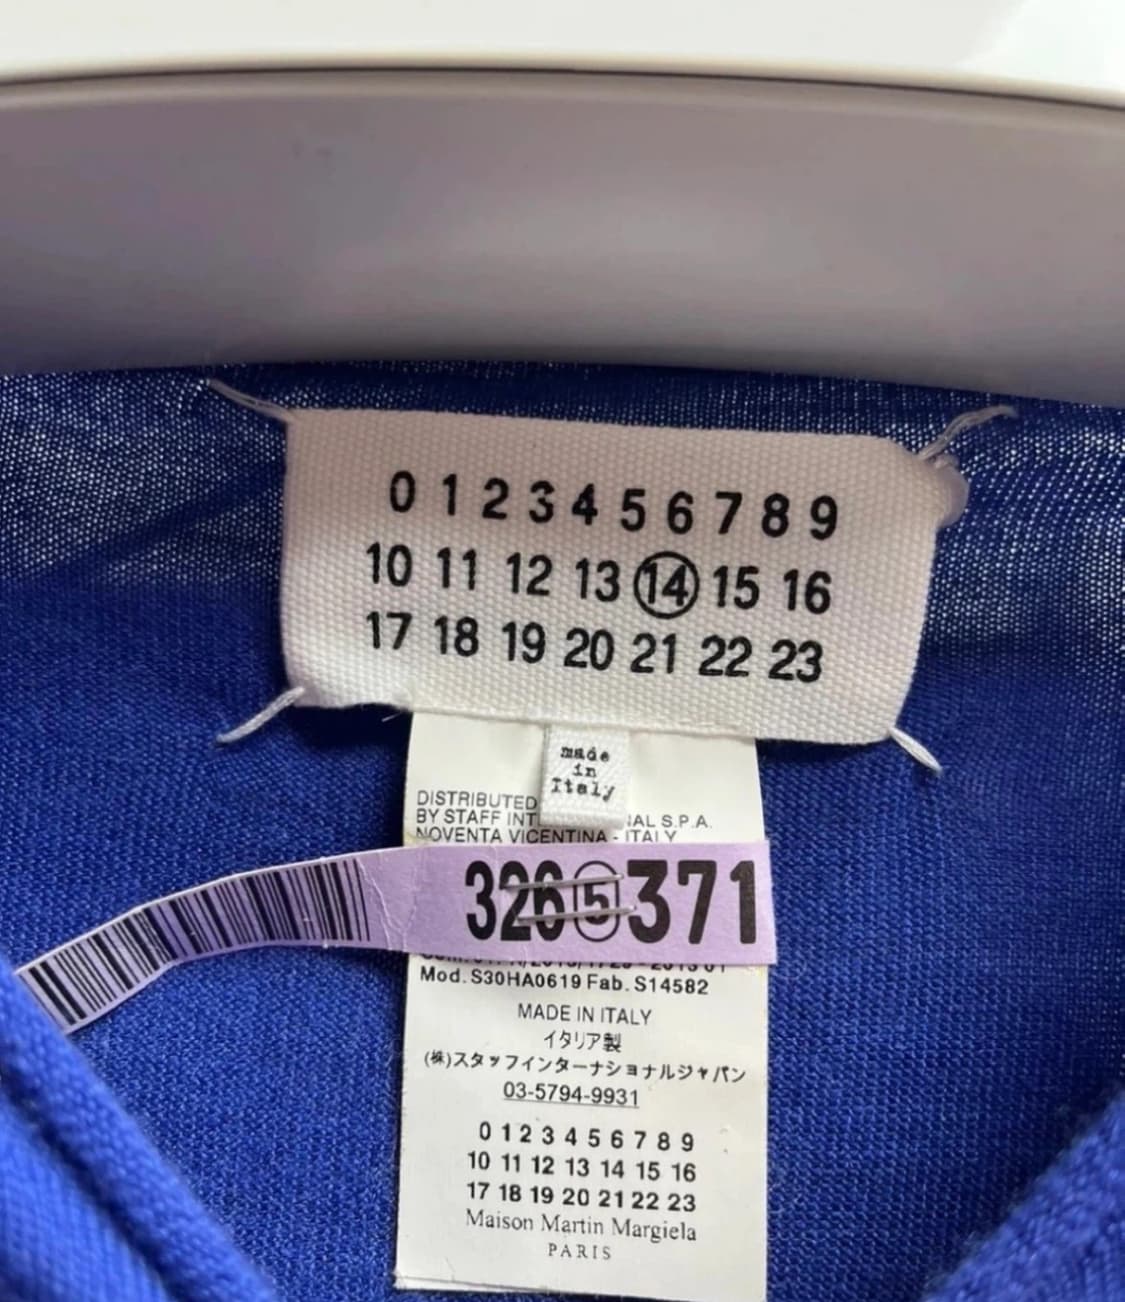 0 1 2 3 4 5 6 7 8 9
10 11 12 13 ⑭ 15 16
17 18 19 20 21 22 23
made
in
Italy
DISTRIBUTED
BY STAFF INT NAL S.P.A.
NOVENTA VICENTINA - ITALY
326⑤371
Mod. S30HA0619 Fab. S14582
MADE IN ITALY
イタリア製
(株)スタッフインターナショナルジャパン
03-5794-9931
0 1 2 3 4 5 6 7 8 9
10 11 12 13 14 15 16
17 18 19 20 21 22 23
Maison Martin Margiela
PARIS